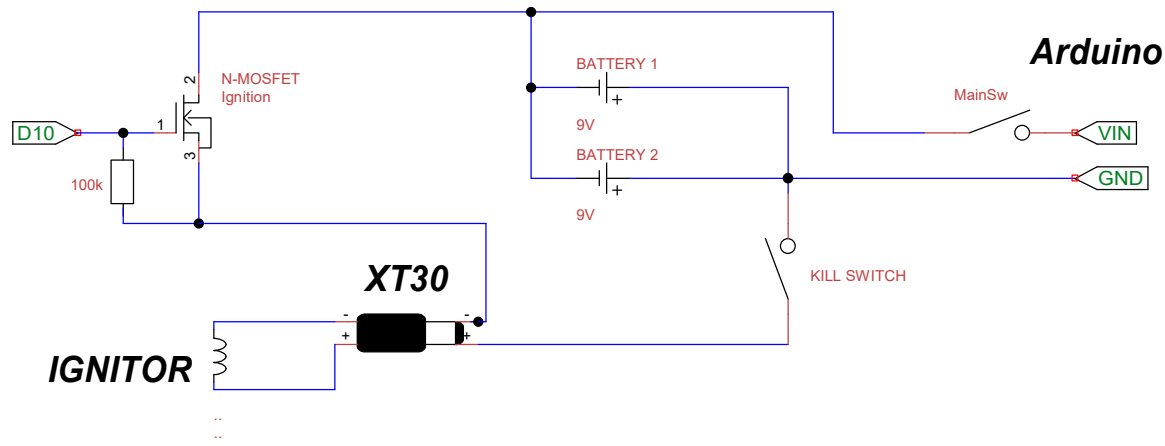 Arduino
N-MOSFET
Ignition
2
1
3
D10
100k
BATTERY 1
+
9V
BATTERY 2
+
9V
MainSw
VIN
GND
KILL SWITCH
XT30
- -
+ +
IGNITOR
..
..